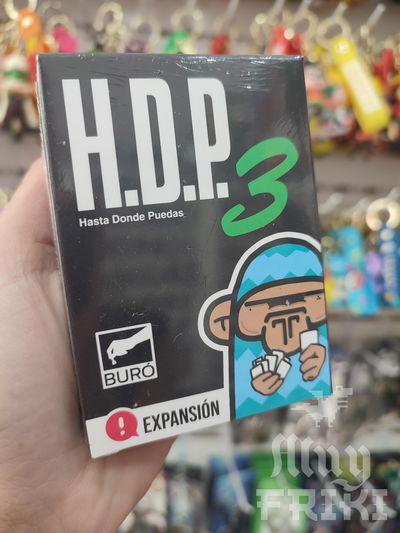 H.D.P.
3
Hasta Donde Puedas
BURÓ
! EXPANSIÓN
Muy
FRIKI